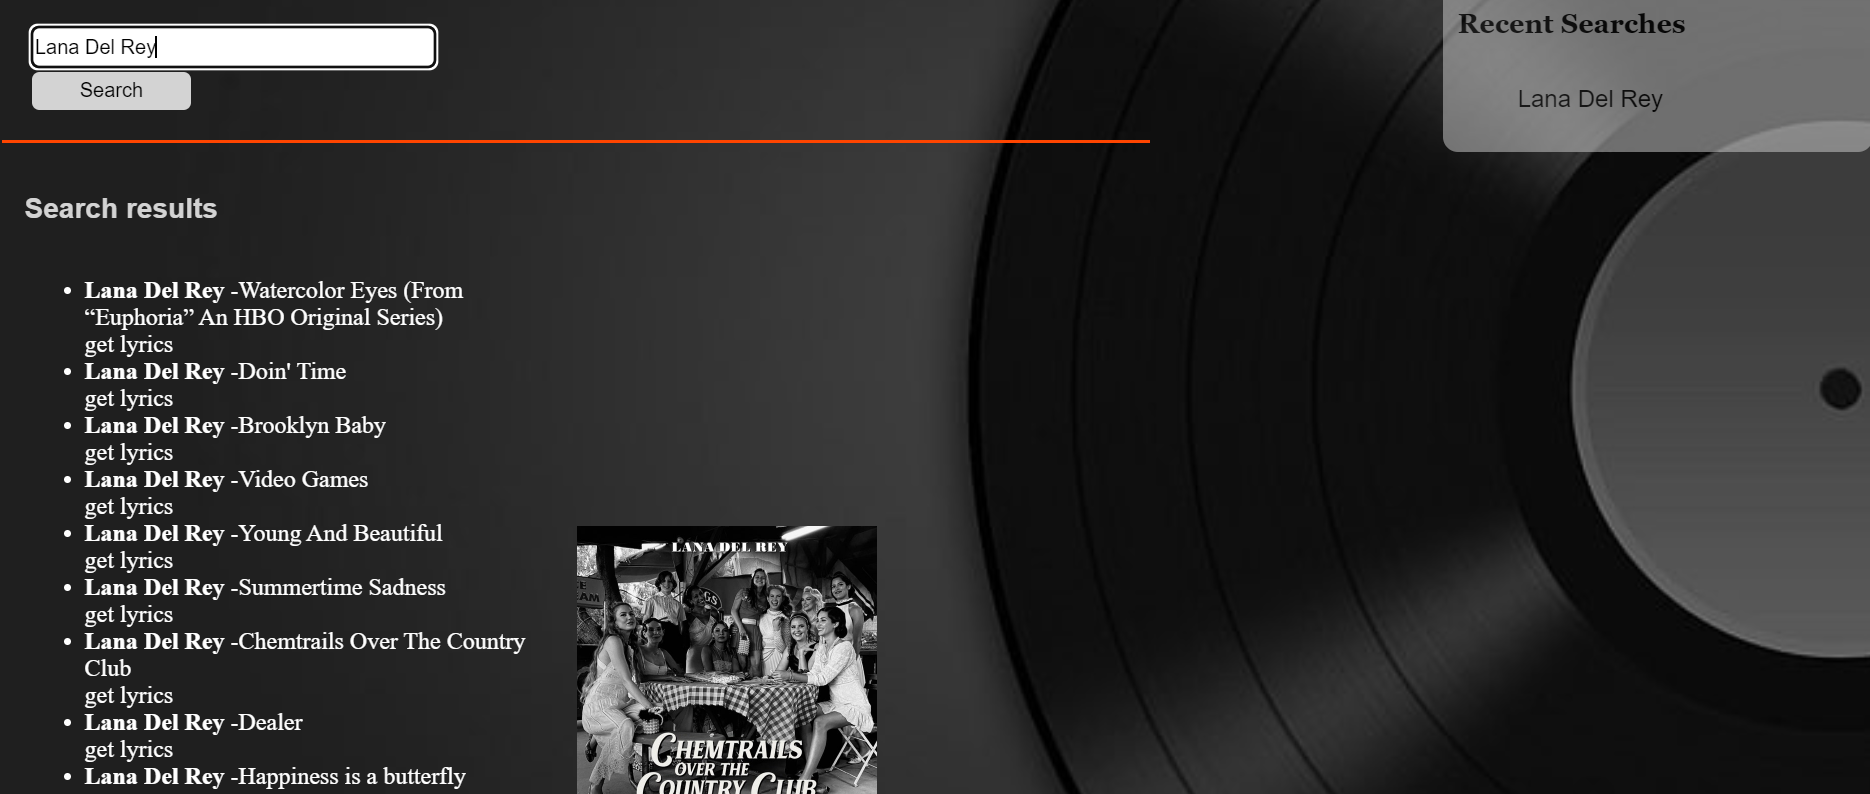 Lana Del Rey
Search
Recent Searches
Lana Del Rey
Search results
Lana Del Rey -Watercolor Eyes (From
“Euphoria” An HBO Original Series)
get lyrics
Lana Del Rey -Doin' Time
get lyrics
Lana Del Rey -Brooklyn Baby
get lyrics
Lana Del Rey -Video Games
get lyrics
Lana Del Rey -Young And Beautiful
get lyrics
Lana Del Rey -Summertime Sadness
get lyrics
Lana Del Rey -Chemtrails Over The Country
Club
get lyrics
Lana Del Rey -Dealer
get lyrics
Lana Del Rey -Happiness is a butterfly
LANA DEL REY
CHEMTRAILS
OVER THE
COUNTRY CLUB